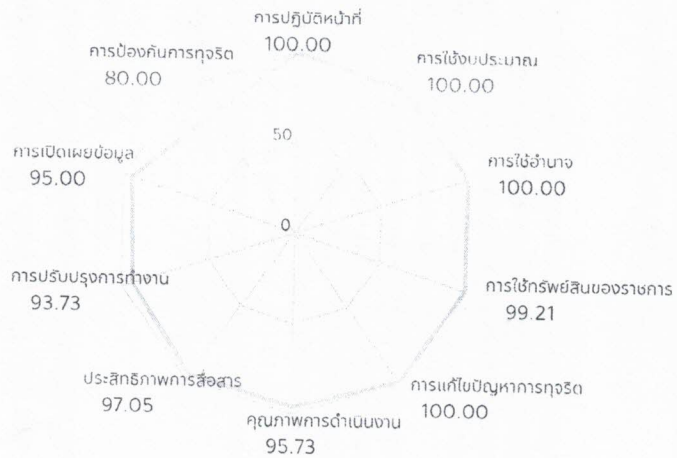 การปฏิบัติหน้าที่
100.00
การใช้งบประมาณ
100.00
การใช้อำนาจ
100.00
การใช้ทรัพย์สินของราชการ
99.21
การแก้ไขปัญหาการทุจริต
100.00
คุณภาพการดำเนินงาน
95.73
ประสิทธิภาพการสื่อสาร
97.05
การปรับปรุงการทำงาน
93.73
การเปิดเผยข้อมูล
95.00
การป้องกันการทุจริต
80.00
50
0